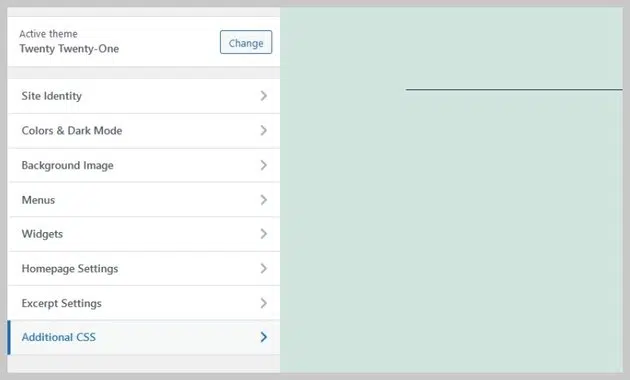 Active theme
Twenty Twenty-One
Change
Site Identity
Colors & Dark Mode
Background Image
Menus
Widgets
Homepage Settings
Excerpt Settings
Additional CSS